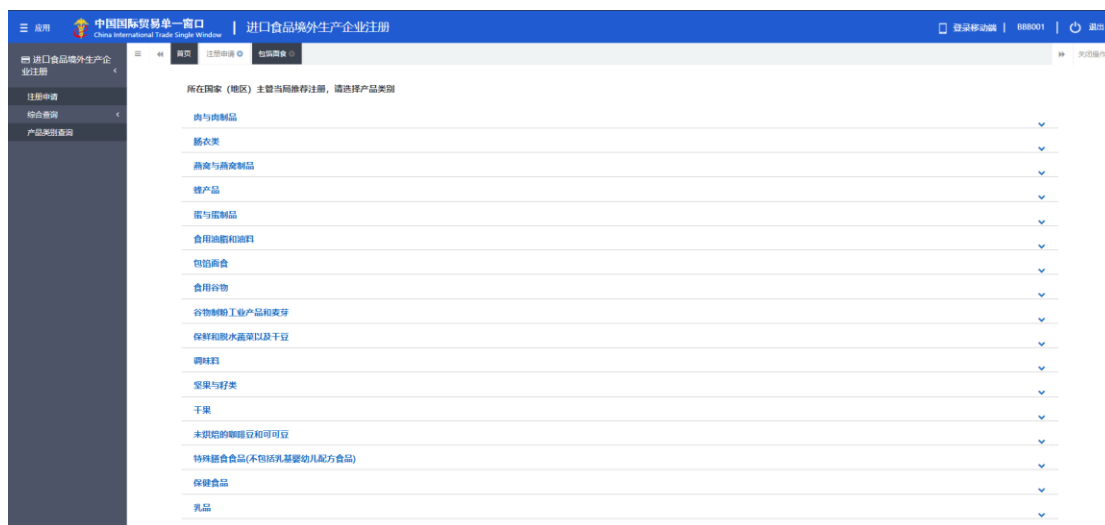 应用
中国国际贸易单一窗口
China International Trade Single Window
进口食品境外生产企业注册
登录移动端 | BBB001 | 退出
进口食品境外生产企业注册
首页 注册申请 包馅面食
关闭操作
注册申请
综合查询
产品类别查询
所在国家（地区）主管当局推荐注册，请选择产品类别
肉与肉制品
肠衣类
燕窝与燕窝制品
蜂产品
蛋与蛋制品
食用油脂和油料
包馅面食
食用谷物
谷物制粉工业产品和麦芽
保鲜和脱水蔬菜以及干豆
调味料
坚果与籽类
干果
未烘焙的咖啡豆和可可豆
特殊膳食食品(不包括乳基婴幼儿配方食品)
保健食品
乳品